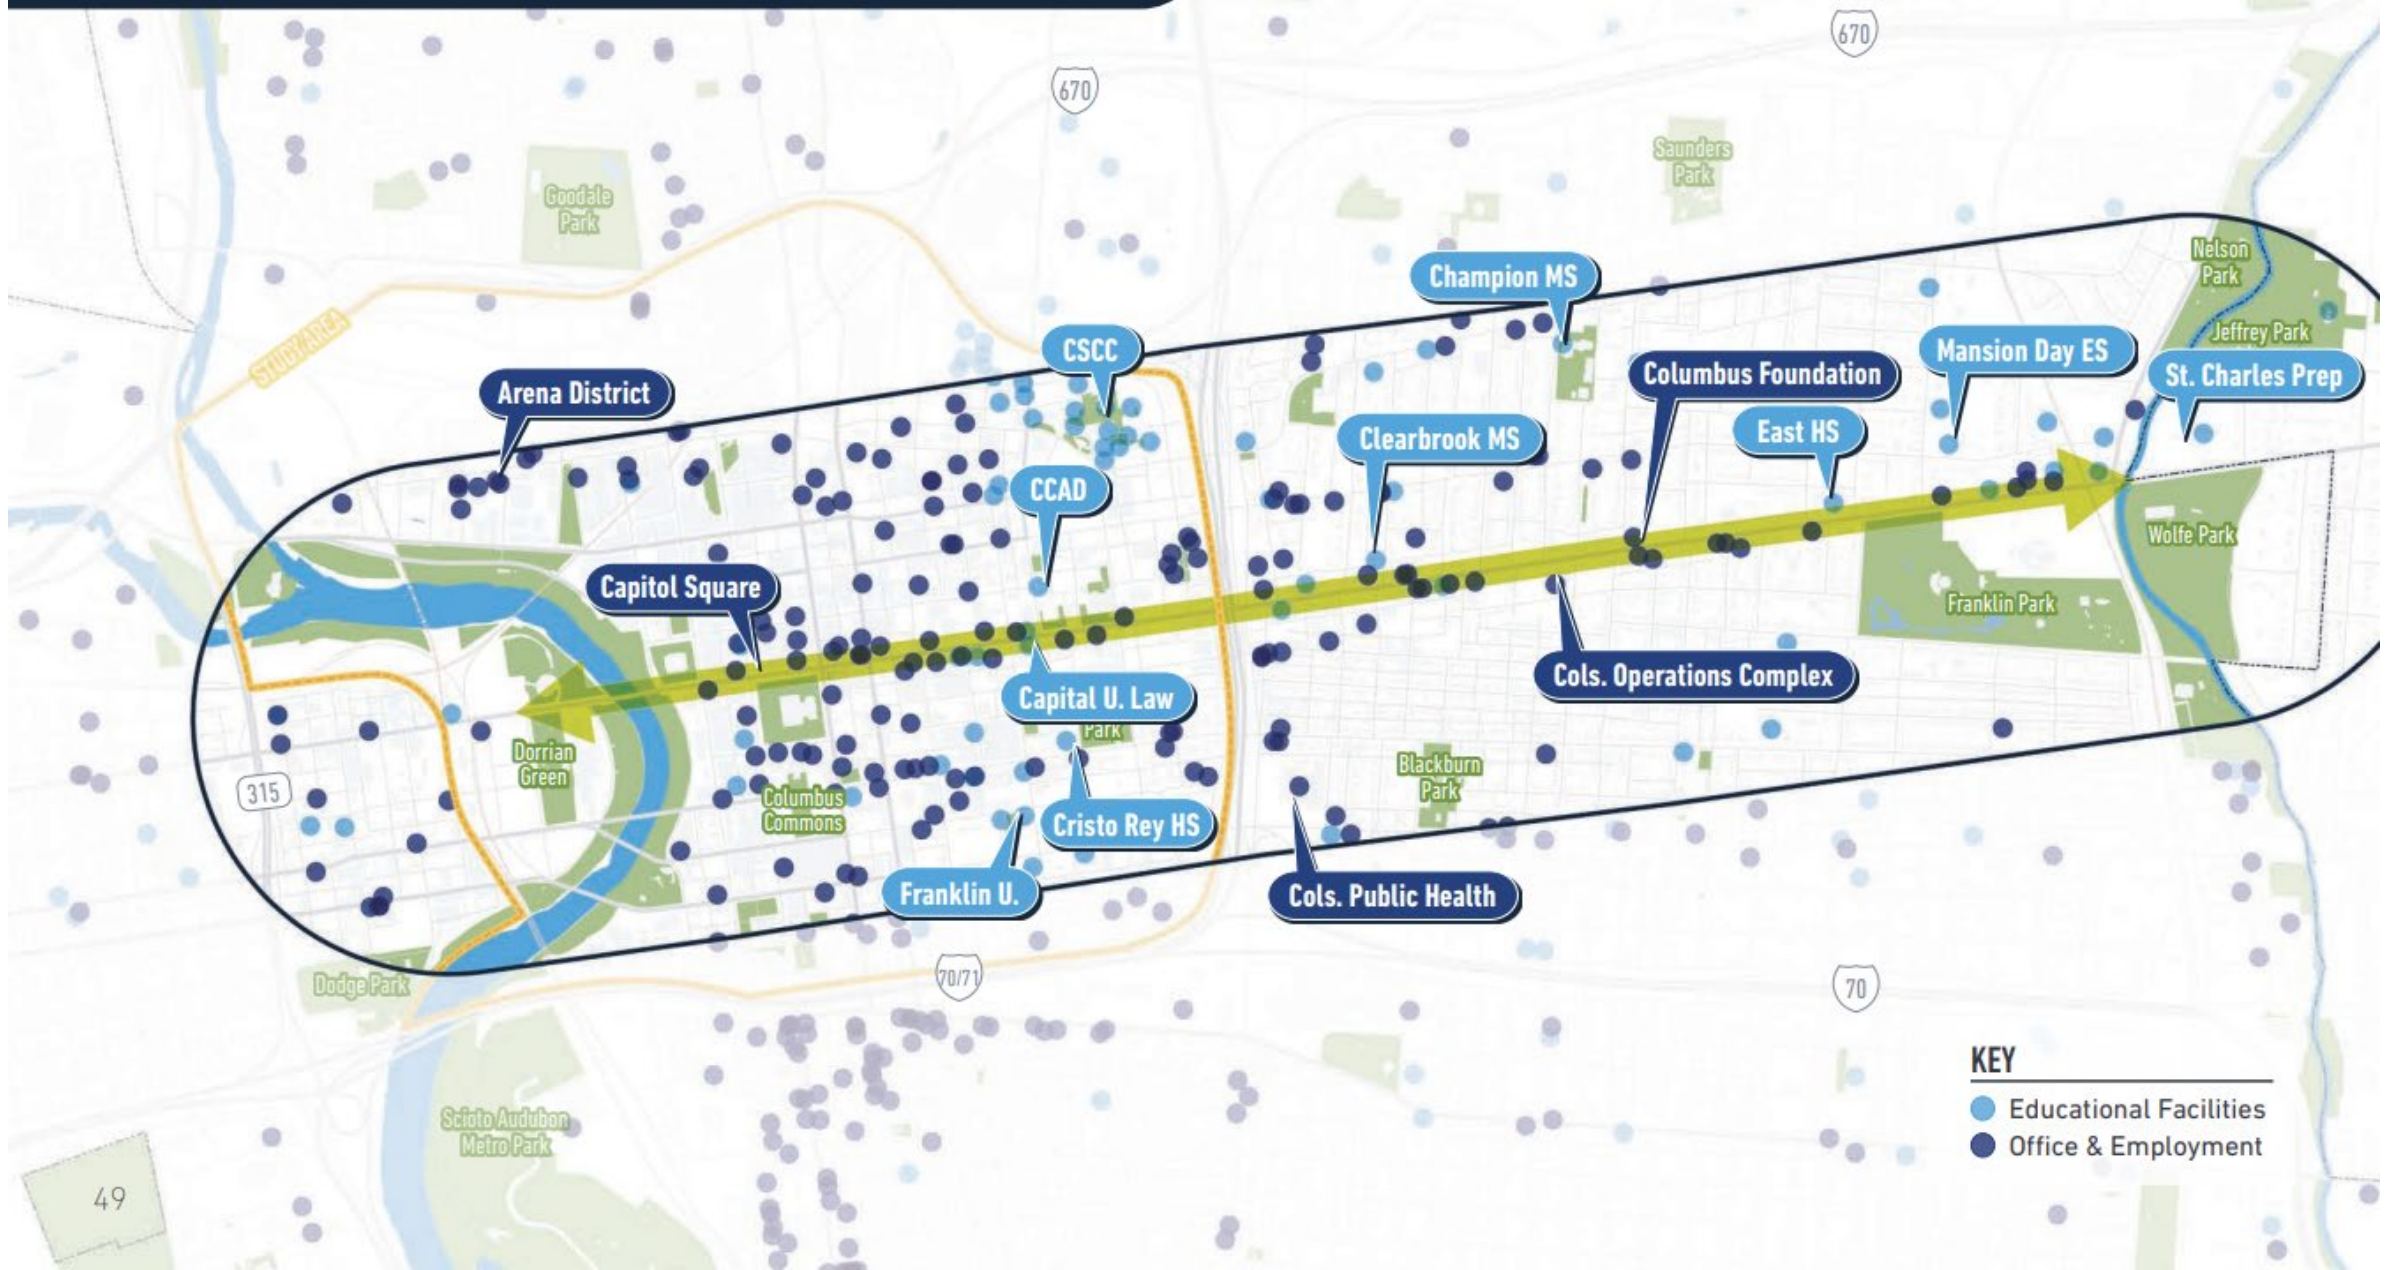 670
670
Saunders
Park
Goodale
Park
Nelson
Park
Champion MS
STUDY AREA
Jeffrey Park
CSCC
Mansion Day ES
Columbus Foundation
St. Charles Prep
Arena District
East HS
Clearbrook MS
CCAD
Wolfe Park
Capitol Square
Franklin Park
Cols. Operations Complex
Capital U. Law
Park
Dorrian
Green
Blackburn
Park
315
Columbus
Commons
Cristo Rey HS
Franklin U.
Cols. Public Health
70/71
Dodge Park
70
KEY
Educational Facilities
Office & Employment
Scioto Audubon
Metro Park
49